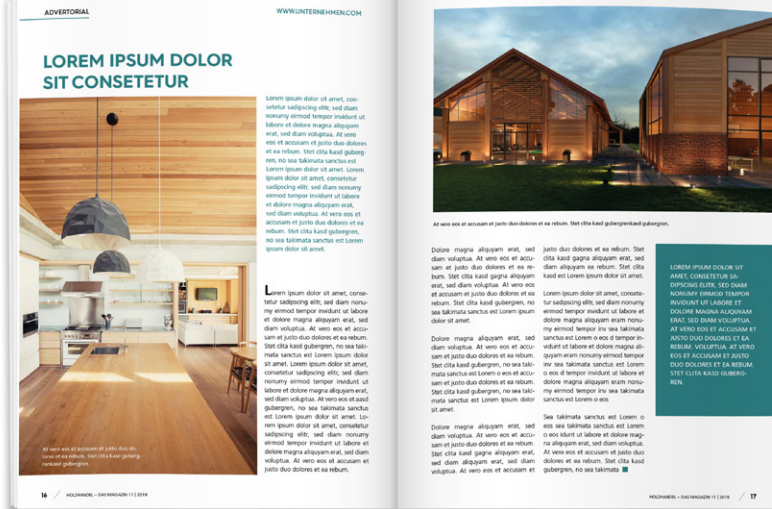 ADVERTORIAL
WWW.UNTERNEHMEN.COM
LOREM IPSUM DOLOR
SIT CONSETETUR
Lorem ipsum dolor sit amet, con-
setetur sadipscing elitr, sed diam
nonumy eirmod tempor invidunt ut
labore et dolore magna aliquyam
erat, sed diam voluptua. At vero
eos et accusam et justo duo dolores
et ea rebum. Stet clita kasd guberg-
ren, no sea takimata sanctus est
Lorem ipsum dolor sit amet. Lorem
ipsum dolor sit amet, consetetur
sadipscing elitr, sed diam nonumy
eirmod tempor invidunt ut labore
et dolore magna aliquyam erat,
sed diam voluptua. At vero eos et
accusam et justo duo dolores et ea
rebum. Stet clita kasd gubergren,
no sea takimata sanctus est Lorem
ipsum dolor sit amet.
Lorem ipsum dolor sit amet, conse-
tetur sadipscing elitr, sed diam nonu-
my eirmod tempor invidunt ut labore
et dolore magna aliquyam erat, sed
diam voluptua. At vero eos et accu-
sam et justo duo dolores et ea rebum.
Stet clita kasd gubergren, no sea taki-
mata sanctus est Lorem ipsum dolor
sit amet. Lorem ipsum dolor sit amet,
consetetur sadipscing elitr, sed diam
nonumy eirmod tempor invidunt ut
labore et dolore magna aliquyam erat,
sed diam voluptua. At vero eos et
accusam et justo duo dolores et ea
rebum. Stet clita kasd
gubergren, no sea takimata sanctus
est Lorem ipsum dolor sit amet. Lo-
rem ipsum dolor sit amet, consetetur
sadipscing elitr, sed diam nonumy
eirmod tempor invidunt ut labore et
dolore magna aliquyam erat, sed diam
voluptua. At vero eos et accusam et
justo duo dolores et ea rebum.
At vero eos et accusam et justo duo do-
lores et ea rebum. Stet clita kasd guberg-
renkasd gubergren.
16 / HOLZHANDEL – DAS MAGAZIN 11 | 2019
At vero eos et accusam et justo duo dolores et ea rebum. Stet clita kasd gubergrenkasd gubergren.
Dolore magna aliquyam erat, sed
diam voluptua. At vero eos et accu-
sam et justo duo dolores et ea re-
bum. Stet clita kasd gagna aliquyam
erat, sed diam voluptua. At vero eos
et accusam et justo duo dolores et ea
rebum. Stet clita kasd gubergren, no
sea takimata sanctus est Lorem ipsum
dolor sit amet.
Dolore magna aliquyam erat, sed
diam voluptua. At vero eos et accu-
sam et justo duo dolores et ea rebum.
Stet clita kasd gubergren, no sea taki-
mata sanctus est Lorem o eos et accu-
sam et justo duo dolores et ea rebum.
Stet clita kasd gubergren, no sea taki-
mata sanctus est Lorem ipsum dolor
sit amet.
Dolore magna aliquyam erat, sed
diam voluptua. At vero eos et accu-
sam et justo duo dolores et ea rebum.
Stet clita kasd gagna aliquyam erat,
sed diam aliquyam erat, sed diam
voluptua. At vero eos et accusam et
justo duo dolores et ea rebum. Stet
clita kasd gagna aliquyam erat, sed
diam voluptua. At vero eos et accu-
sam et justo duo dolores et ea rebum.
Stet clita kasd gubergren, no sea taki-
mata sanctus est Lorem ipsum dolor
sit amet.
Lorem ipsum dolor sit amet, conse-
tetur sadipscing elitr, sed diam nonu-
my eirmod tempor inv sea takimata
sanctus est Lorem o eos d tempor in-
vidunt ut labore et dolore magna ali-
quyam eram nonumy eirmod tempor
inv sea takimata sanctus est Lorem
o eos d tempor invidunt ut labore et
dolore magna aliquyam eram nonu-
my eirmod tempor inv sea takimata
sanctus est Lorem o eos
Sea takimata sanctus est Lorem o
eos sea takimata sanctus est Lorem
o eos idunt ut labore et dolore mag-
na aliquyam erat, sed diam voluptua.
At vero eos et accusam et justo duo
dolores et ea rebum. Stet clita kasd
gubergren, no sea takimata
LOREM IPSUM DOLOR SIT
AMET, CONSETETUR SA-
DIPSCING ELITR, SED DIAM
NONUMY EIRMOD TEMPOR
INVIDUNT UT LABORE ET
DOLORE MAGNA ALIQUYAM
ERAT, SED DIAM VOLUPTUA.
AT VERO EOS ET ACCUSAM ET
JUSTO DUO DOLORES ET EA
REBUM. VOLUPTUA. AT VERO
EOS ET ACCUSAM ET JUSTO
DUO DOLORES ET EA REBUM.
STET CLITA KASD GUBERG-
REN.
HOLZHANDEL – DAS MAGAZIN 11 | 2019 / 17